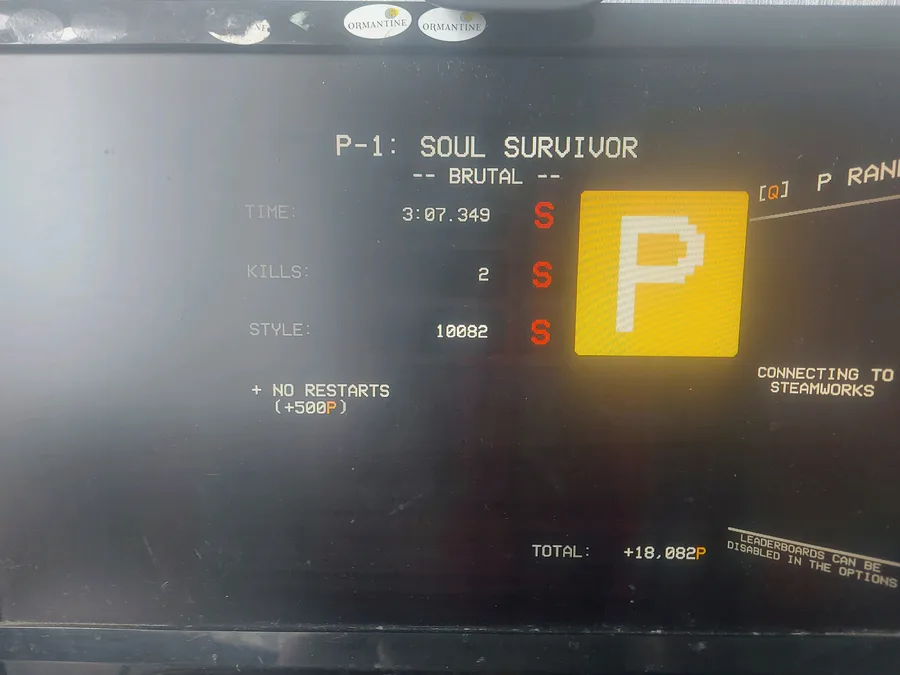 ORMANTINE
ORMANTINE
P-1: SOUL SURVIVOR
-- BRUTAL --
[Q] P RAN
TIME: 3:07.349 S
KILLS: 2 S
STYLE: 10082 S
P
+ NO RESTARTS
(+500P)
CONNECTING TO
STEAMWORKS
TOTAL: +18,082P
LEADERBOARDS CAN BE
DISABLED IN THE OPTIONS